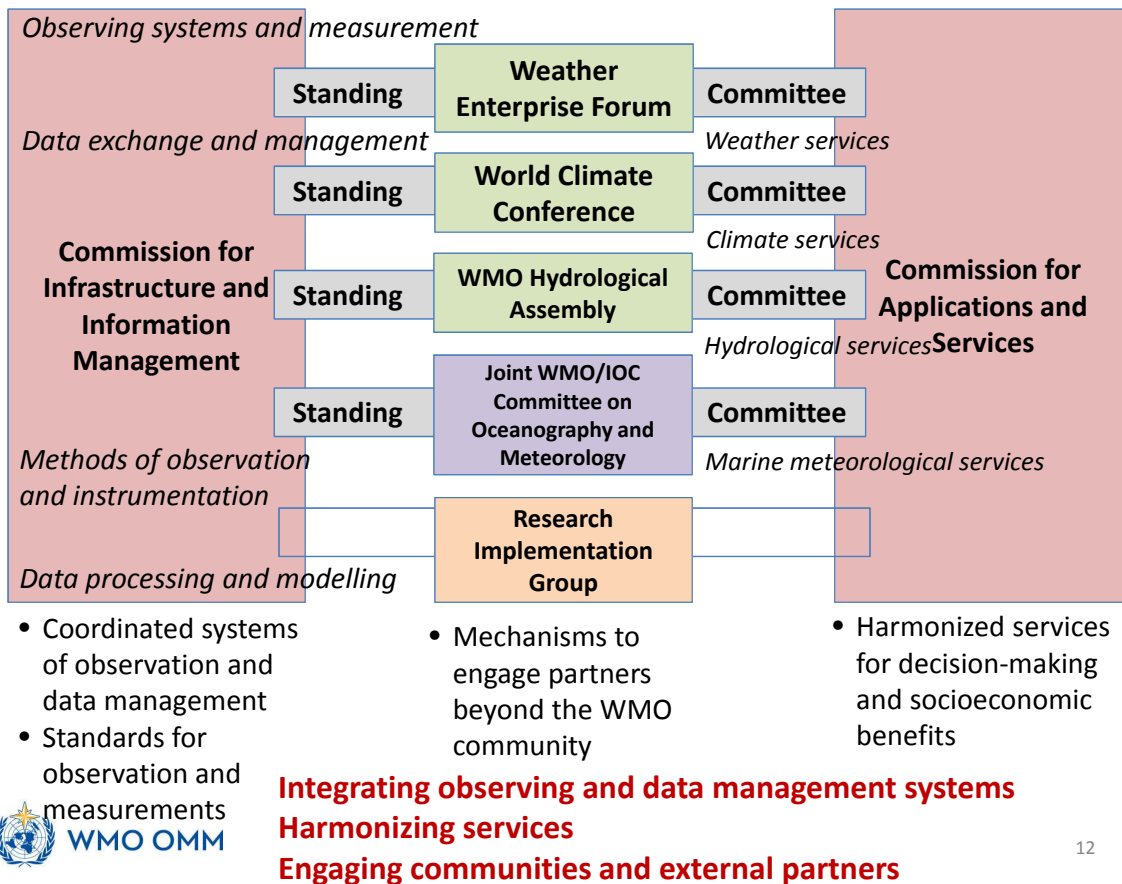 Observing systems and measurement
Standing
Weather
Enterprise Forum
Committee
Data exchange and management
Weather services
Standing
World Climate
Conference
Committee
Climate services
Commission for
Infrastructure and
Information
Management
Standing
WMO Hydrological
Assembly
Committee
Commission for
Applications and
Services
Hydrological services
Standing
Joint WMO/IOC
Committee on
Oceanography and
Meteorology
Committee
Marine meteorological services
Methods of observation
and instrumentation
Research
Implementation
Group
Data processing and modelling
• Coordinated systems
of observation and
data management
• Standards for
observation and
measurements
• Mechanisms to
engage partners
beyond the WMO
community
• Harmonized services
for decision-making
and socioeconomic
benefits
Integrating observing and data management systems
Harmonizing services
Engaging communities and external partners
WMO OMM
12